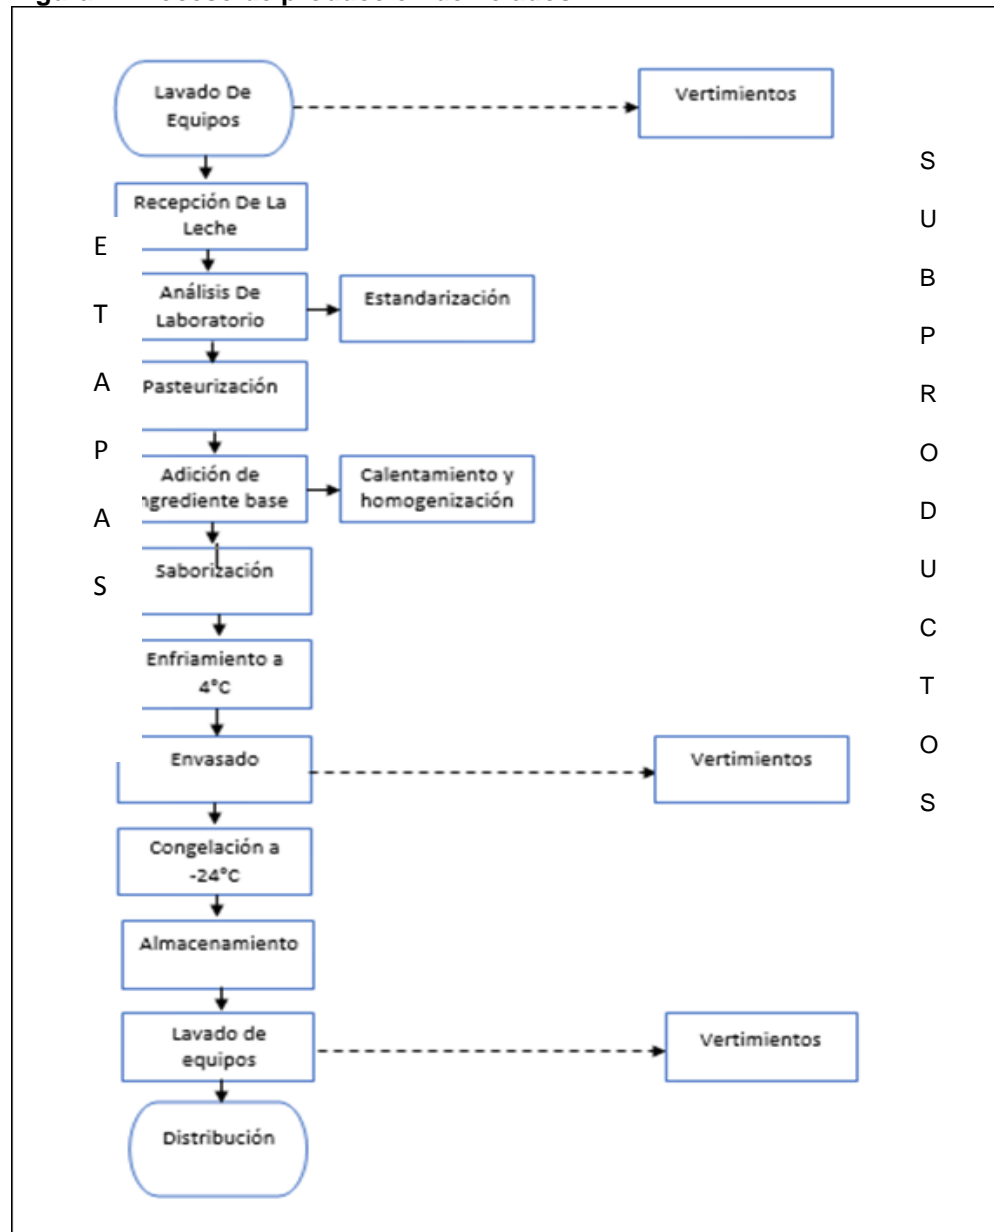 Lavado De
Equipos
Vertimientos
Recepción De La
Leche
Análisis De
Laboratorio
Estandarización
Pasteurización
Adición de
ngrediente base
Calentamiento y
homogenización
Saborización
Enfriamiento a
4°C
Envasado
Vertimientos
Congelación a
-24°C
Almacenamiento
Lavado de
equipos
Vertimientos
Distribución
E
T
A
P
A
S
S
U
B
P
R
O
D
U
C
T
O
S